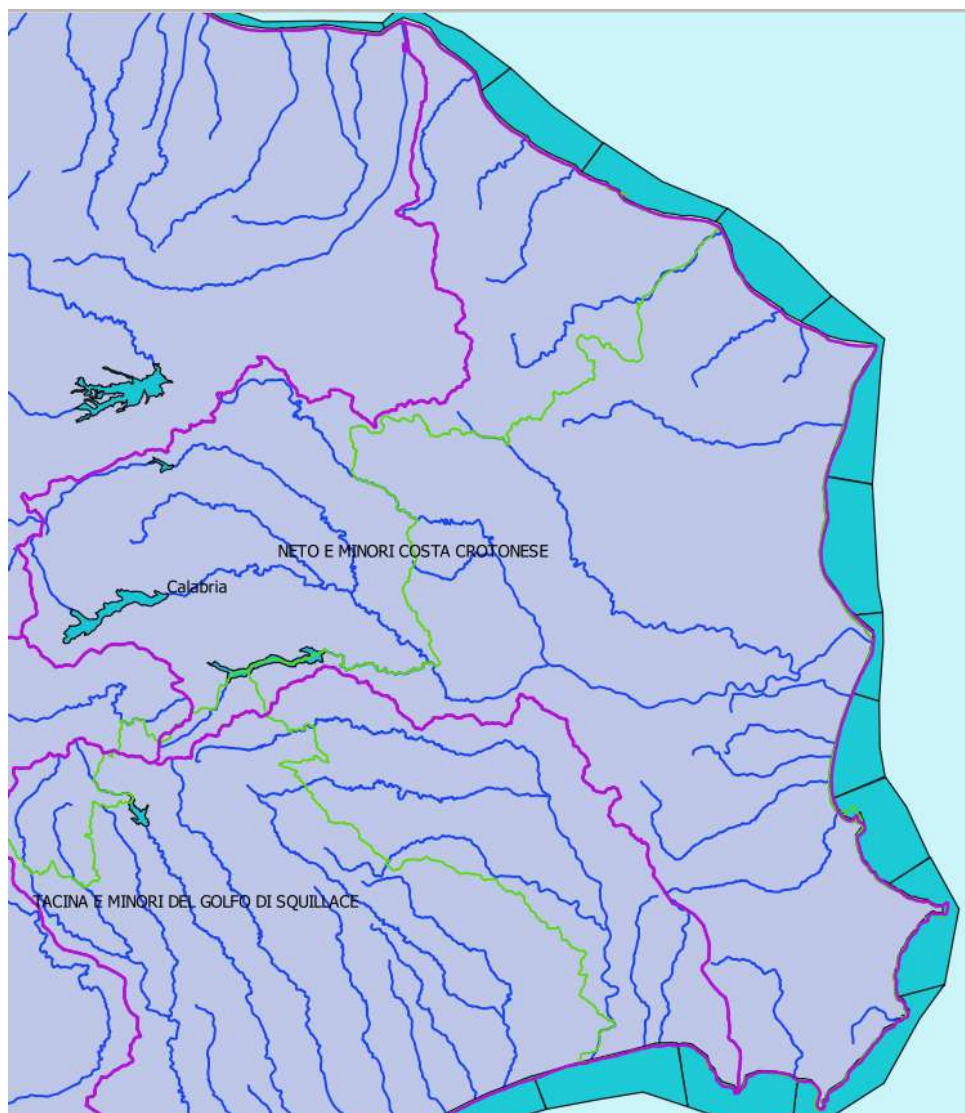 NETO E MINORI COSTA CROTONESE
Calabria
TACINA E MINORI DEL GOLFO DI SQUILLACE